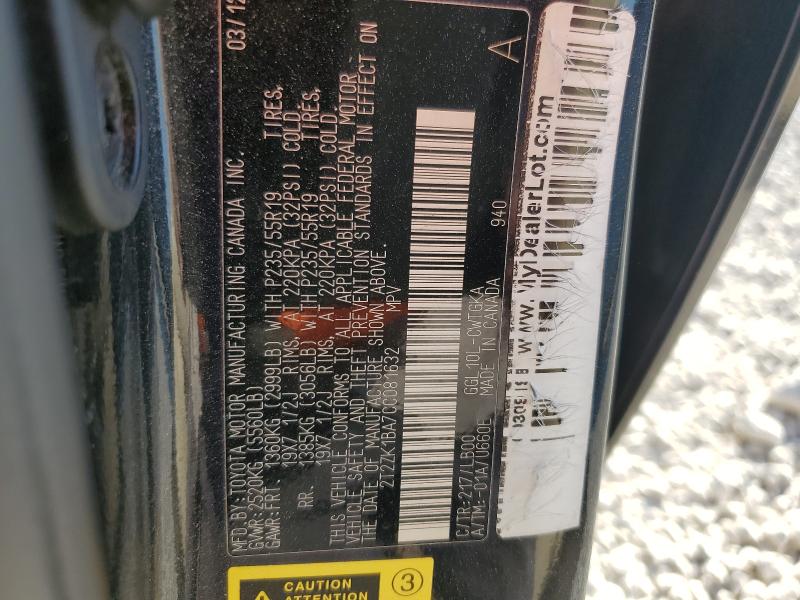 MFD.BY:TOYOTA MOTOR MANUFACTURING CANADA INC. 03/12
GVWR:2520KG (5560LB)
GAWR:FRT. 1360KG (2999LB) WITH P235/55R19 TIRES,
19X7 1/2J RIMS, AT 220KPA (32PSI) COLD.
RR. 1385KG (3056LB) WITH P235/55R19 TIRES,
19X7 1/2J RIMS, AT 220KPA (32PSI) COLD.
THIS VEHICLE CONFORMS TO ALL APPLICABLE FEDERAL MOTOR
VEHICLE SAFETY AND THEFT PREVENTION STANDARDS IN EFFECT ON
THE DATE OF MANUFACTURE SHOWN ABOVE.
MPV
C/TR:217/LB00 GGL10L-CWTGKA 940 A
A/TM:-01A/U660E MADE IN CANADA
www.MyDealerLot.com
CAUTION
ATTENTION
3